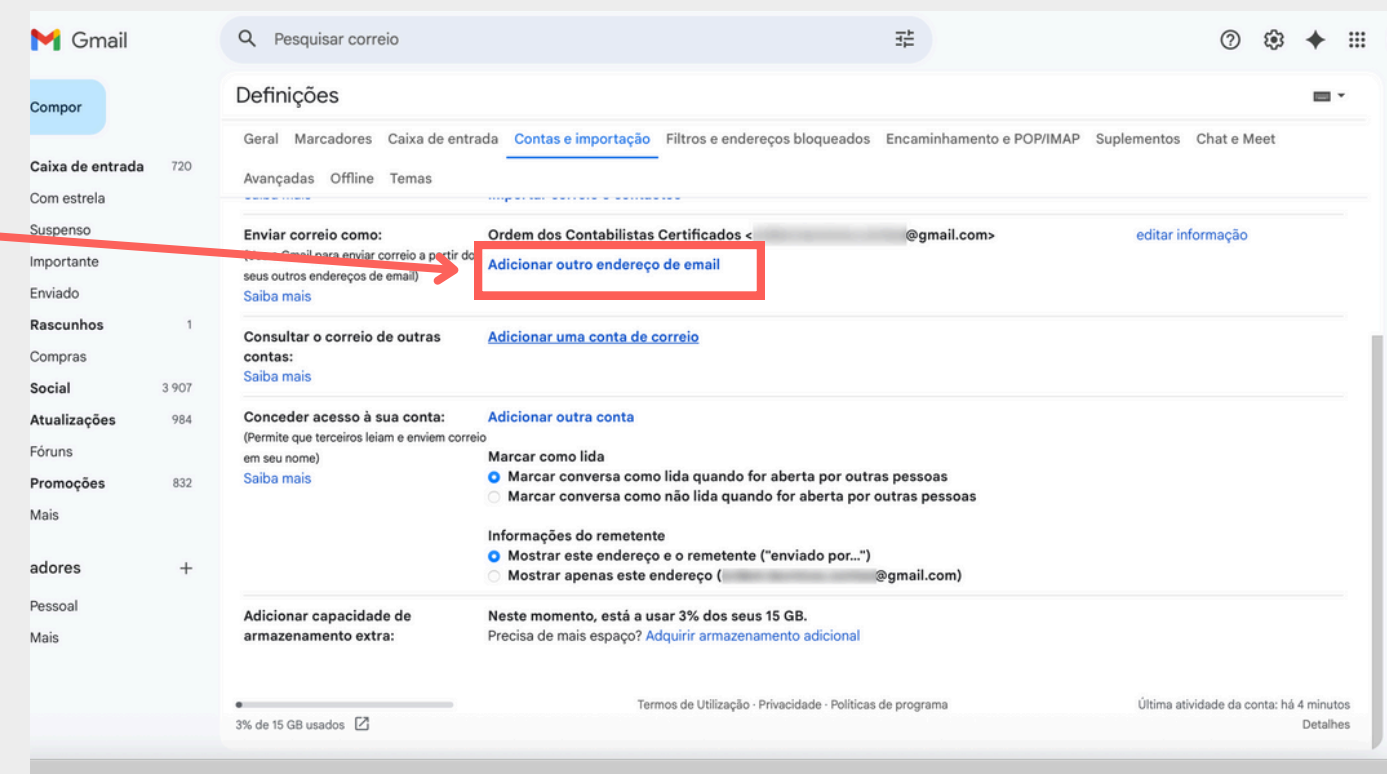 Gmail
Pesquisar correio
Compor
Caixa de entrada 720
Com estrela
Suspenso
Importante
Enviado
Rascunhos 1
Compras
Social 3 907
Atualizações 984
Fóruns
Promoções 832
Mais
adores +
Pessoal
Mais
Definições
Geral Marcadores Caixa de entrada Contas e importação Filtros e endereços bloqueados Encaminhamento e POP/IMAP Suplementos Chat e Meet
Avançadas Offline Temas
Enviar correio como:
(Usar o Gmail para enviar correio a partir do
seus outros endereços de email)
Saiba mais
Ordem dos Contabilistas Certificados < @gmail.com> editar informação
Adicionar outro endereço de email
Consultar o correio de outras
contas:
Saiba mais
Adicionar uma conta de correio
Conceder acesso à sua conta:
(Permite que terceiros leiam e enviem correio
em seu nome)
Saiba mais
Adicionar outra conta
Marcar como lida
Marcar conversa como lida quando for aberta por outras pessoas
Marcar conversa como não lida quando for aberta por outras pessoas
Informações do remetente
Mostrar este endereço e o remetente ("enviado por...")
Mostrar apenas este endereço ( @gmail.com)
Adicionar capacidade de
armazenamento extra:
Neste momento, está a usar 3% dos seus 15 GB.
Precisa de mais espaço? Adquirir armazenamento adicional
3% de 15 GB usados
Termos de Utilização · Privacidade · Políticas de programa
Última atividade da conta: há 4 minutos
Detalhes